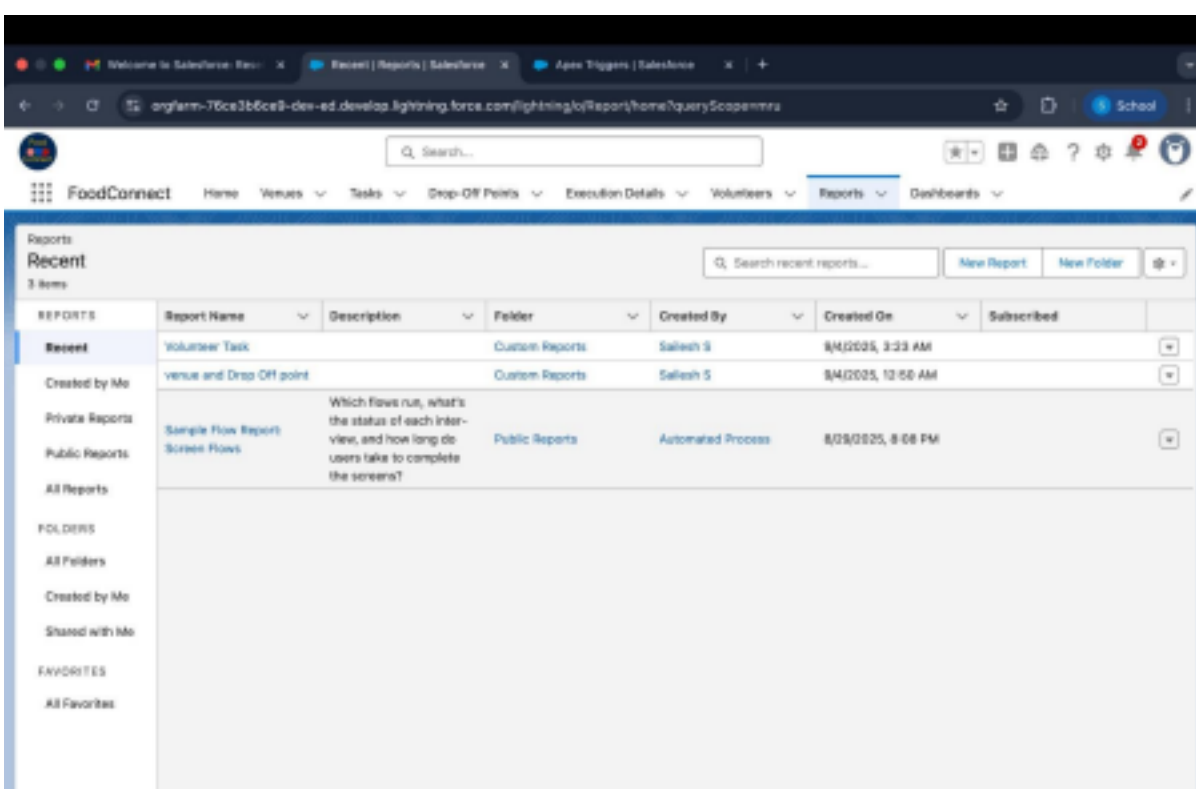 Welcome to Salesforce: Rese
Recent | Reports | Salesforce
Apex Triggers | Salesforce
orgfarm-76ce3b6ce9-dev-ed.develop.lightning.force.com/lightning/o/Report/home?queryScope=mru
S School
Search...
FoodConnect Home Venues Tasks Drop-Off Points Execution Details Volunteers Reports Dashboards
Reports
Recent
3 items
Search recent reports...
New Report New Folder
REPORTS Report Name Description Folder Created By Created On Subscribed
Recent Volunteer Task Custom Reports Sailesh S 9/4/2025, 3:23 AM
Created by Me venue and Drop Off point Custom Reports Sailesh S 9/4/2025, 12:50 AM
Private Reports
Public Reports
All Reports
Sample Flow Report:
Screen Flows
Which flows run, what's
the status of each inter-
view, and how long do
users take to complete
the screens?
Public Reports Automated Process 8/29/2025, 8:08 PM
FOLDERS
All Folders
Created by Me
Shared with Me
FAVORITES
All Favorites